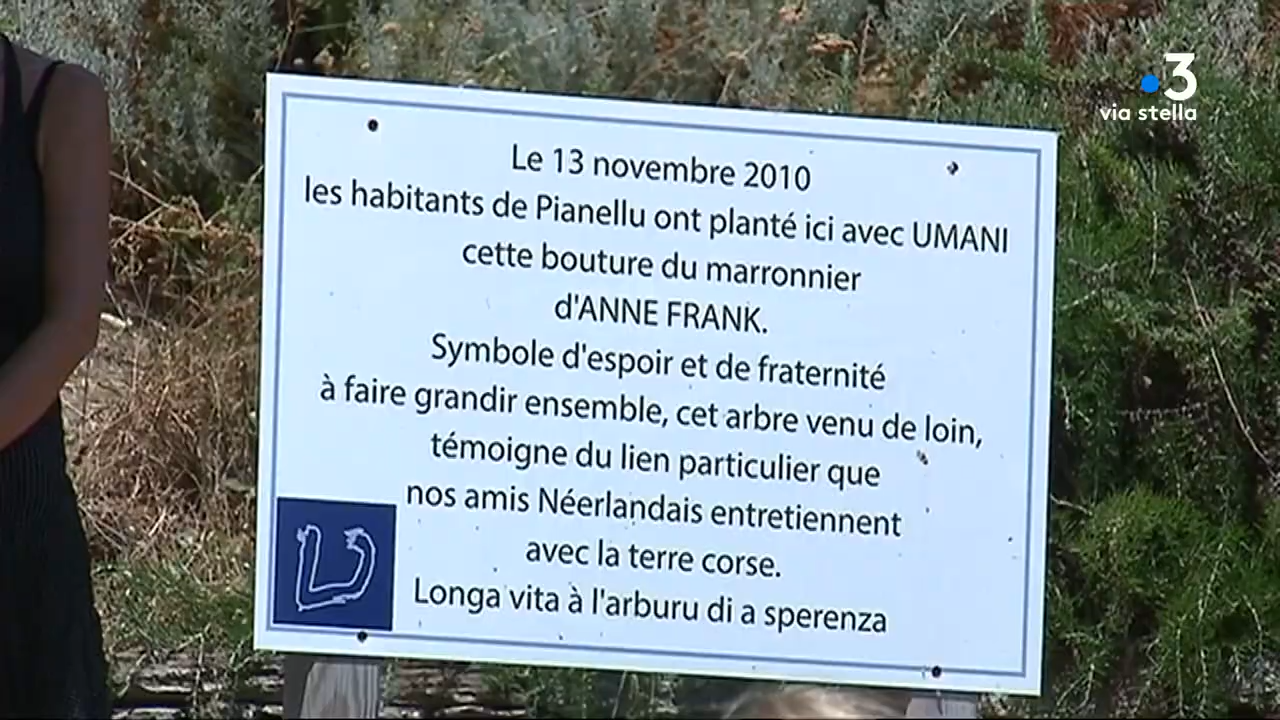 3
via stella
Le 13 novembre 2010
les habitants de Pianellu ont planté ici avec UMANI
cette bouture du marronnier
d'ANNE FRANK.
Symbole d'espoir et de fraternité
à faire grandir ensemble, cet arbre venu de loin,
témoigne du lien particulier que
nos amis Néerlandais entretiennent
avec la terre corse.
Longa vita à l'arburu di a sperenza
U